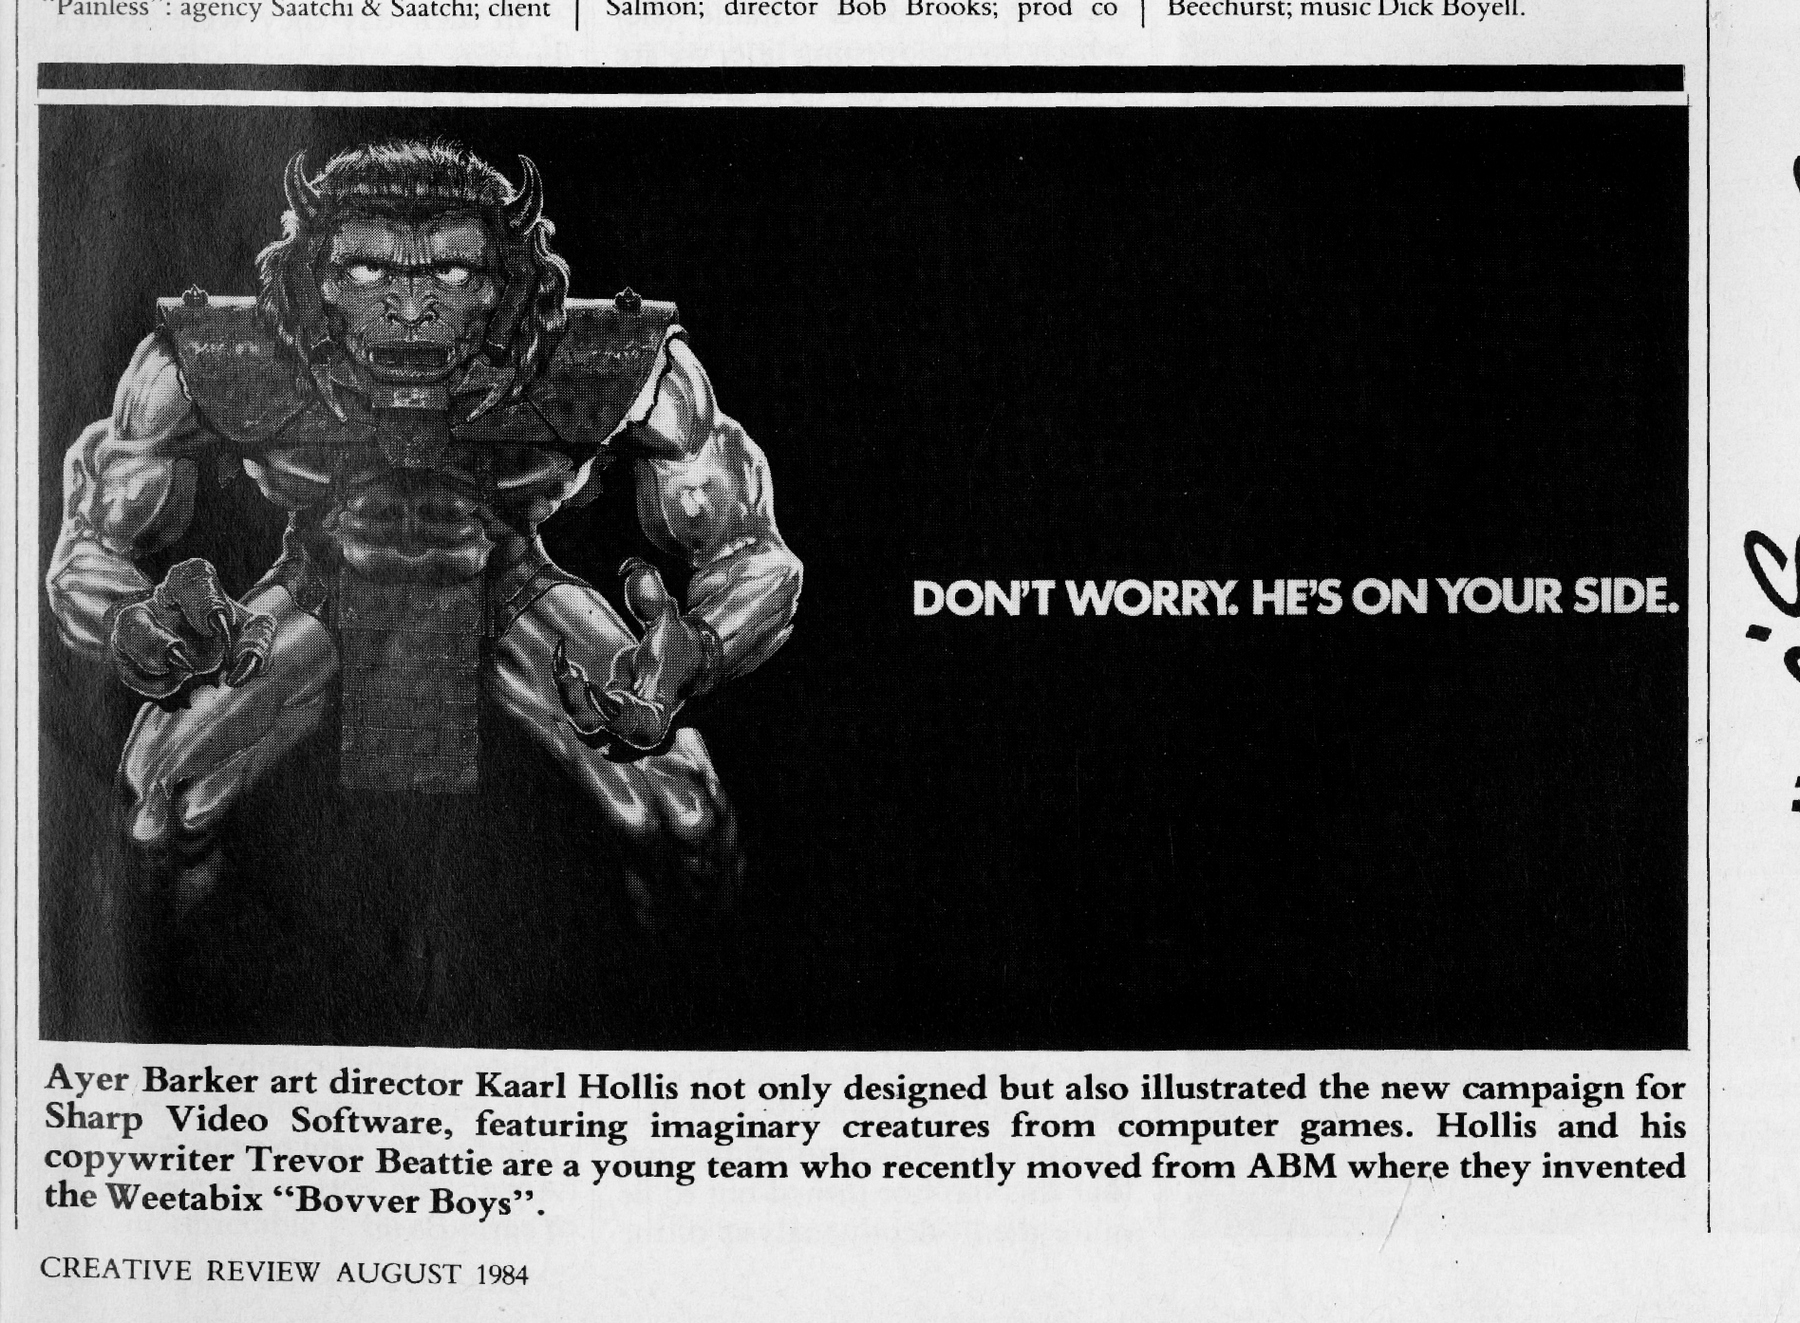 "Painless": agency Saatchi & Saatchi; client
Salmon; director Bob Brooks; prod co
Beechurst; music Dick Boyell.
DON'T WORRY. HE'S ON YOUR SIDE.
Ayer Barker art director Kaarl Hollis not only designed but also illustrated the new campaign for
Sharp Video Software, featuring imaginary creatures from computer games. Hollis and his
copywriter Trevor Beattie are a young team who recently moved from ABM where they invented
the Weetabix “Bovver Boys”.
CREATIVE REVIEW AUGUST 1984